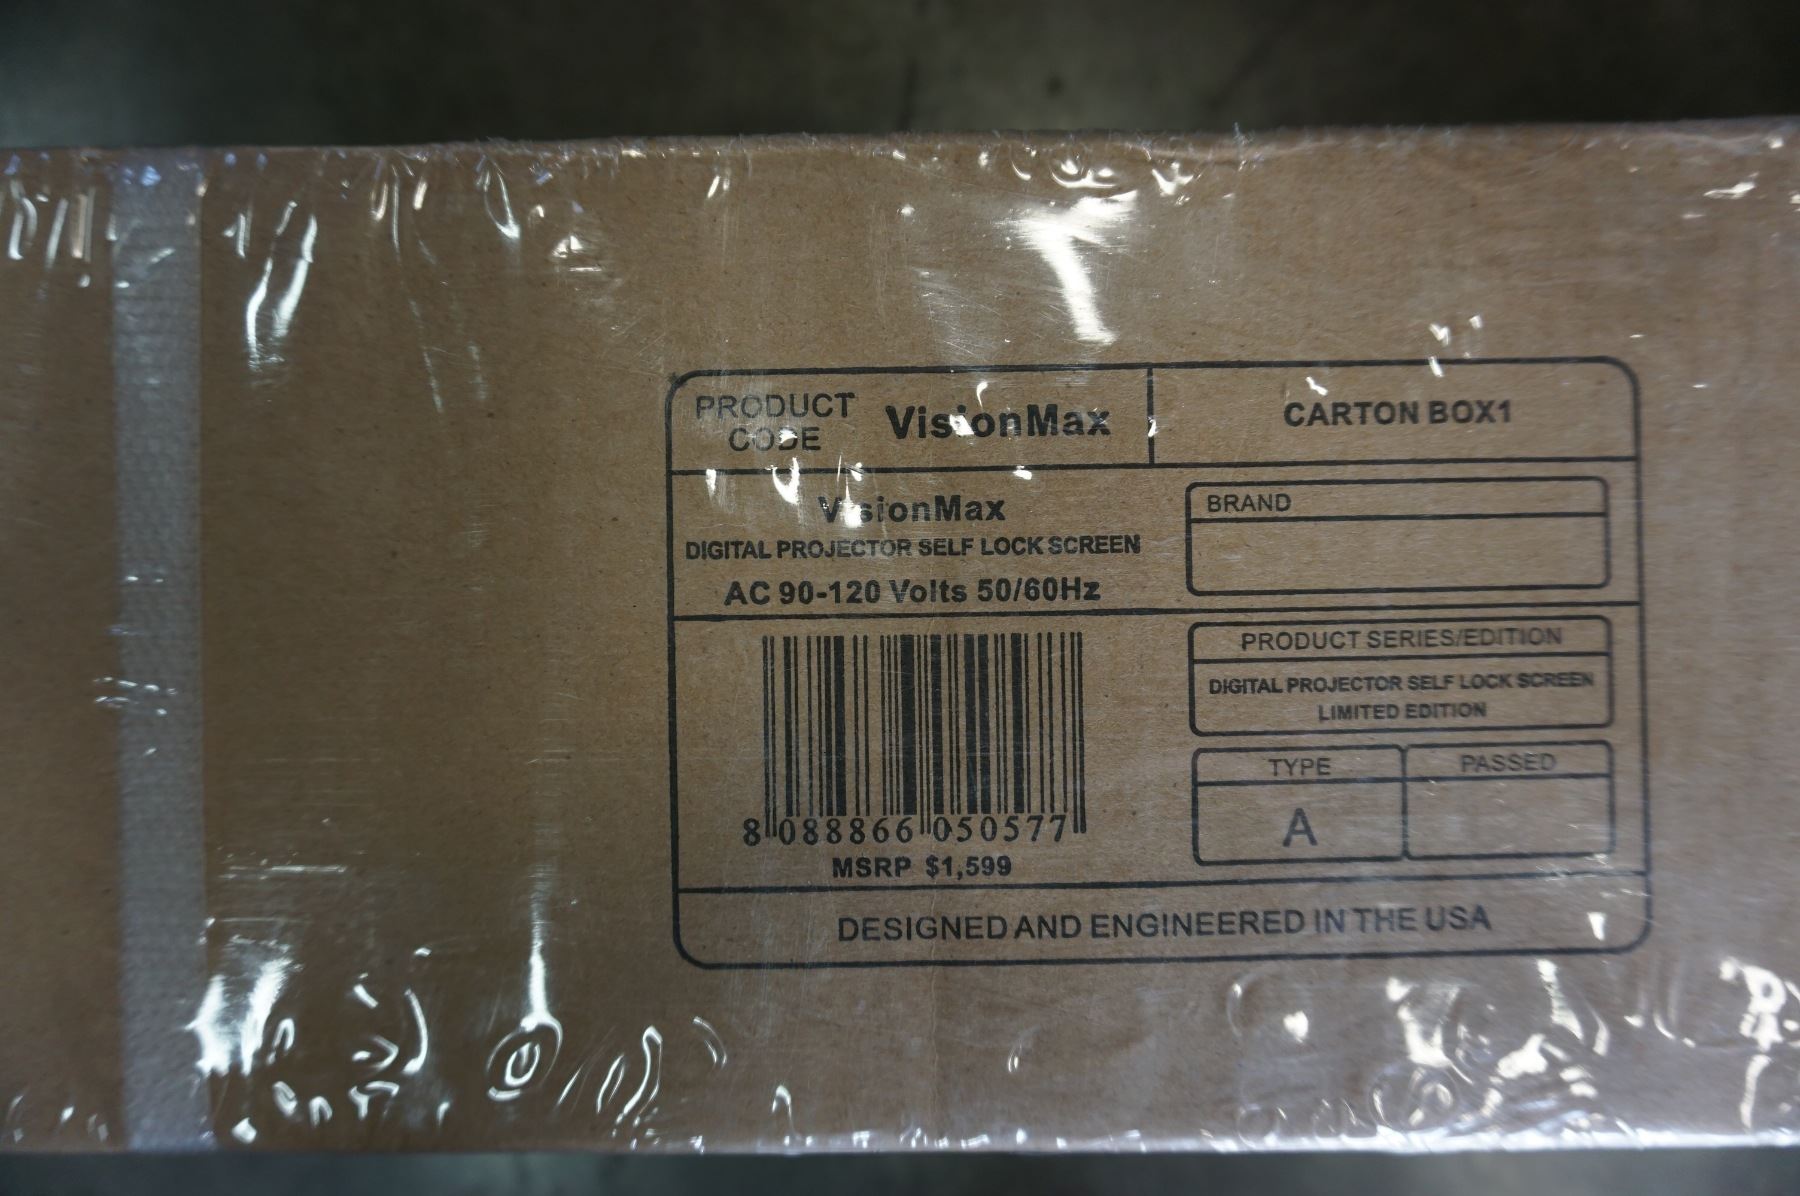 PRODUCT CODE VisionMax
CARTON BOX1
VisionMax
DIGITAL PROJECTOR SELF LOCK SCREEN
AC 90-120 Volts 50/60Hz
BRAND
8 088866 050577
MSRP $1,599
PRODUCT SERIES/EDITION
DIGITAL PROJECTOR SELF LOCK SCREEN
LIMITED EDITION
TYPE
PASSED
A
DESIGNED AND ENGINEERED IN THE USA